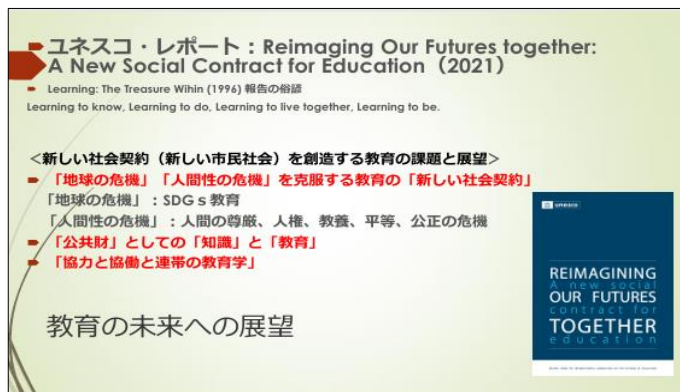 ユネスコ・レポート：Reimaging Our Futures together:
A New Social Contract for Education（2021）
Learning: The Treasure Wihin (1996) 報告の俗諺
Learning to know, Learning to do, Learning to live together, Learning to be.
＜新しい社会契約（新しい市民社会）を創造する教育の課題と展望＞
「地球の危機」「人間性の危機」を克服する教育の「新しい社会契約」
「地球の危機」：SDGｓ教育
「人間性の危機」：人間の尊厳、人権、教養、平等、公正の危機
「公共財」としての「知識」と「教育」
「協力と協働と連帯の教育学」
教育の未来への展望
unesco
REIMAGINING
A new social
OUR FUTURES
contract for
TOGETHER
education